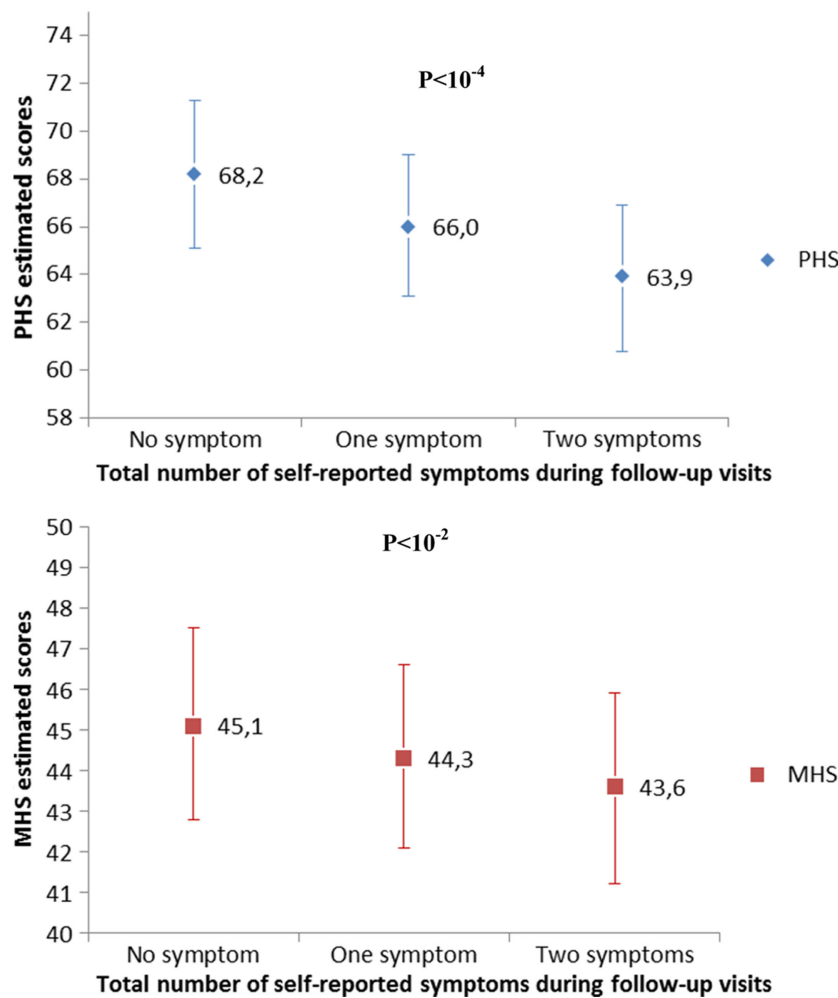 74
72
70
68
66
64
62
60
58
PHS estimated scores
P<10-4
68,2
66,0
63,9
PHS
No symptom One symptom Two symptoms
Total number of self-reported symptoms during follow-up visits
50
49
48
47
46
45
44
43
42
41
40
MHS estimated scores
P<10-2
45,1
44,3
43,6
MHS
No symptom One symptom Two symptoms
Total number of self-reported symptoms during follow-up visits